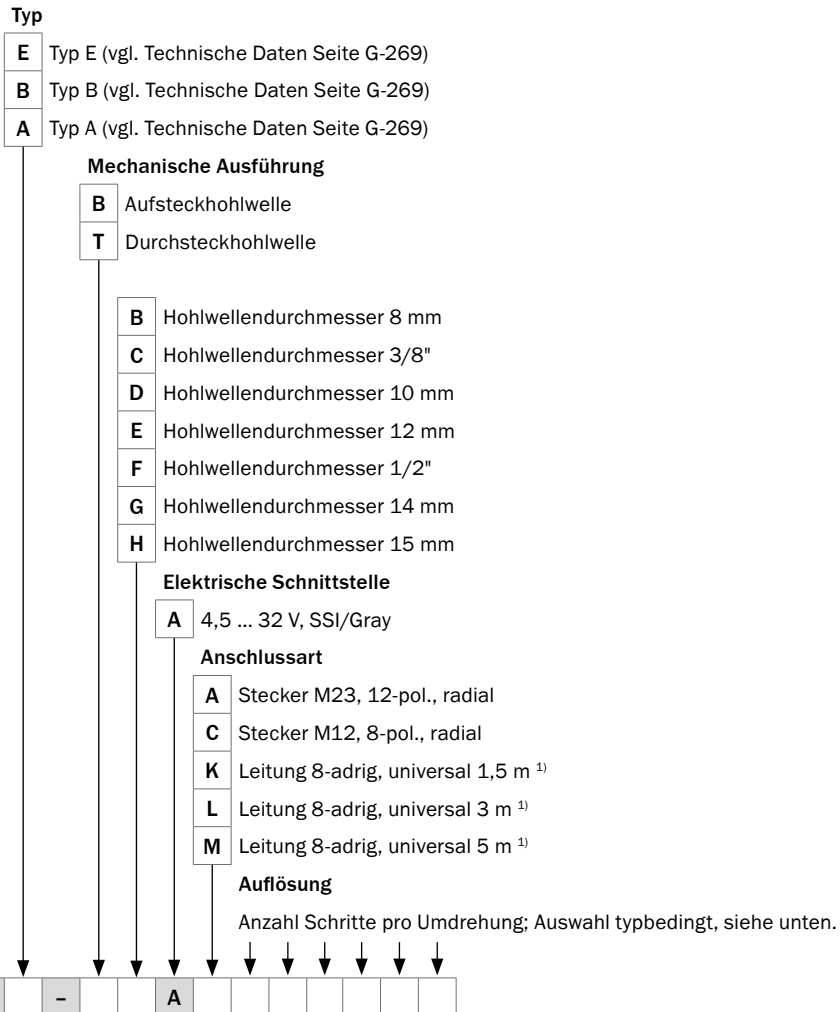 Typ
E Typ E (vgl. Technische Daten Seite G-269)
B Typ B (vgl. Technische Daten Seite G-269)
A Typ A (vgl. Technische Daten Seite G-269)
Mechanische Ausführung
B Aufsteckhohlwelle
T Durchsteckhohlwelle
B Hohlwellendurchmesser 8 mm
C Hohlwellendurchmesser 3/8"
D Hohlwellendurchmesser 10 mm
E Hohlwellendurchmesser 12 mm
F Hohlwellendurchmesser 1/2"
G Hohlwellendurchmesser 14 mm
H Hohlwellendurchmesser 15 mm
Elektrische Schnittstelle
A 4,5 ... 32 V, SSI/Gray
Anschlussart
A Stecker M23, 12-pol., radial
C Stecker M12, 8-pol., radial
K Leitung 8-adrig, universal 1,5 m 1)
L Leitung 8-adrig, universal 3 m 1)
M Leitung 8-adrig, universal 5 m 1)
Auflösung
Anzahl Schritte pro Umdrehung; Auswahl typbedingt, siehe unten.
– A